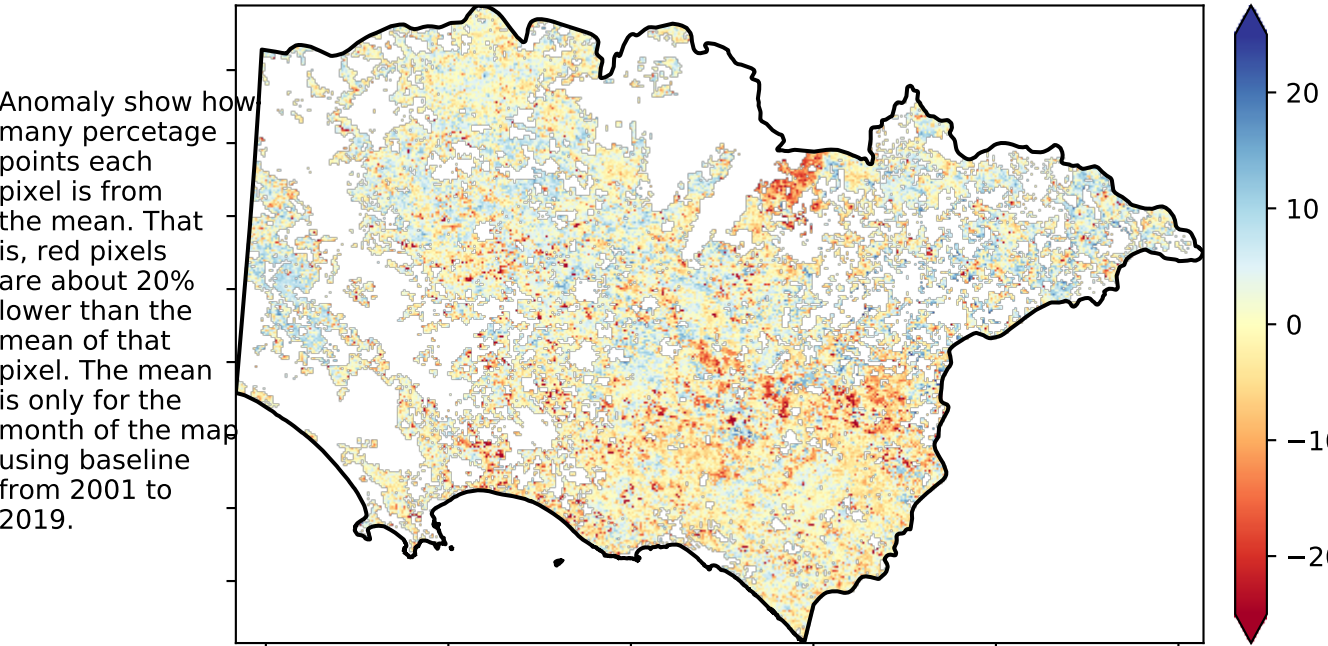 Anomaly show how
many percetage
points each
pixel is from
the mean. That
is, red pixels
are about 20%
lower than the
mean of that
pixel. The mean
is only for the
month of the map
using baseline
from 2001 to
2019.
20
10
0
−10
−20